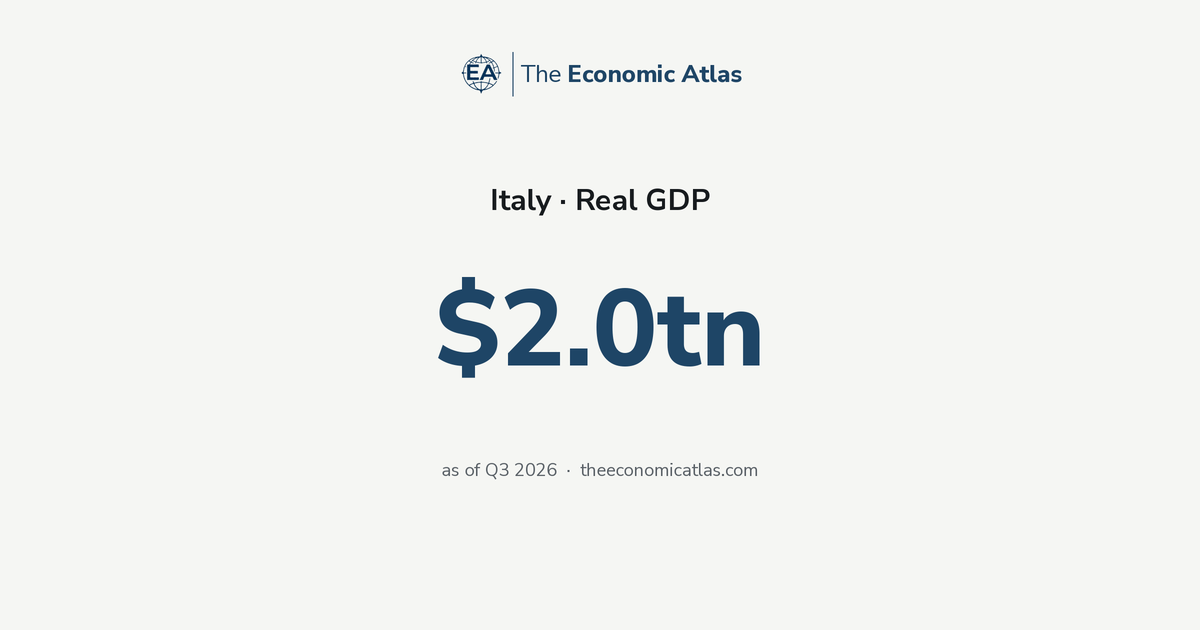 EA The Economic Atlas
Italy · Real GDP
$2.0tn
as of Q3 2026 · theeconomicatlas.com